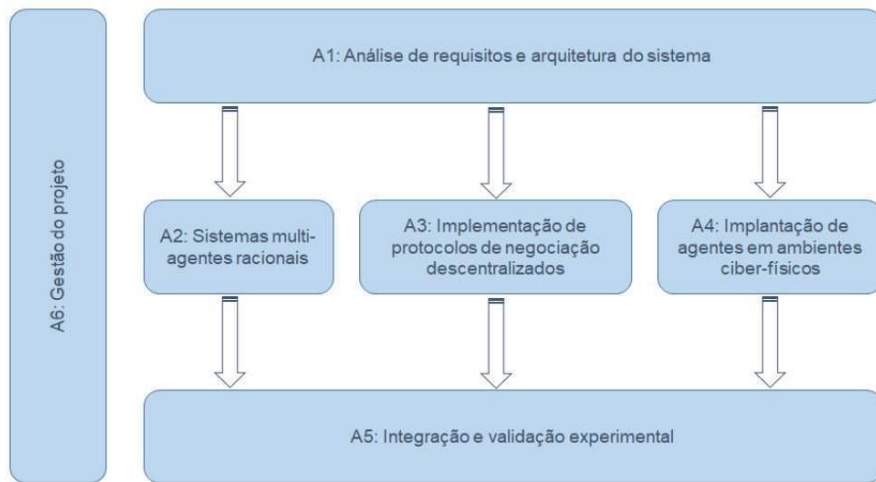 A6: Gestão do projeto
A1: Análise de requisitos e arquitetura do sistema
A2: Sistemas multi-
agentes racionais
A3: Implementação de
protocolos de negociação
descentralizados
A4: Implantação de
agentes em ambientes
ciber-físicos
A5: Integração e validação experimental